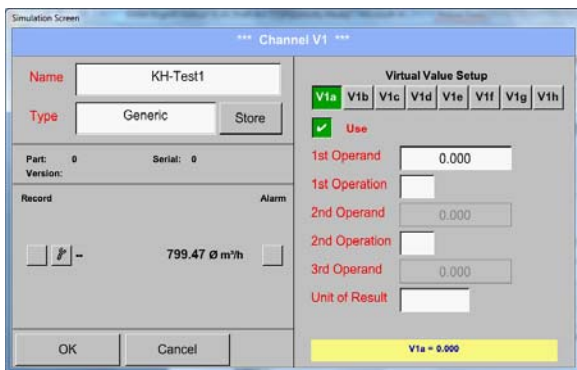 Simulation Screen
*** Channel V1 ***
Name KH-Test1
Type Generic Store
Part: 0 Serial: 0
Version:
Record Alarm
-- 799.47 Ø m³/h
OK Cancel
Virtual Value Setup
V1a V1b V1c V1d V1e V1f V1g V1h
Use
1st Operand 0.000
1st Operation
2nd Operand 0.000
2nd Operation
3rd Operand 0.000
Unit of Result
V1a = 0.000